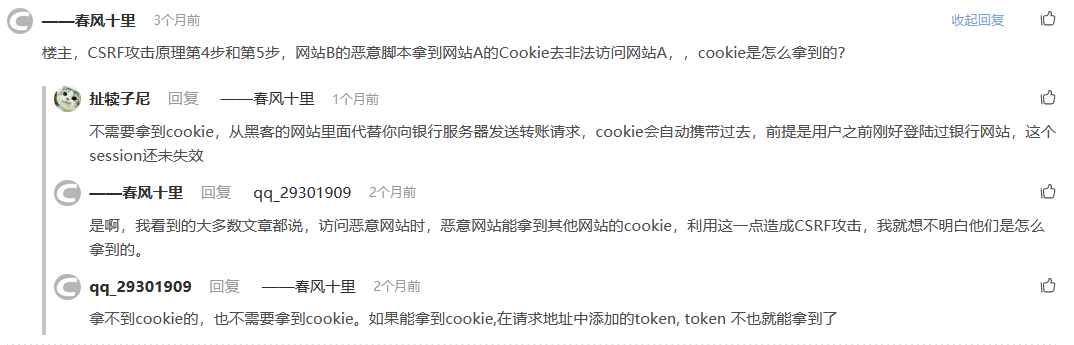 ——春风十里 3个月前 收起回复
楼主，CSRF攻击原理第4步和第5步，网站B的恶意脚本拿到网站A的Cookie去非法访问网站A，，cookie是怎么拿到的？
扯犊子尼 回复 ——春风十里 1个月前
不需要拿到cookie，从黑客的网站里面代替你向银行服务器发送转账请求，cookie会自动携带过去，前提是用户之前刚好登陆过银行网站，这个
session还未失效
——春风十里 回复 qq_29301909 2个月前
是啊，我看到的大多数文章都说，访问恶意网站时，恶意网站能拿到其他网站的cookie，利用这一点造成CSRF攻击，我就想不明白他们是怎么
拿到的。
qq_29301909 回复 ——春风十里 2个月前
拿不到cookie的，也不需要拿到cookie。如果能拿到cookie,在请求地址中添加的token, token 不也就能拿到了